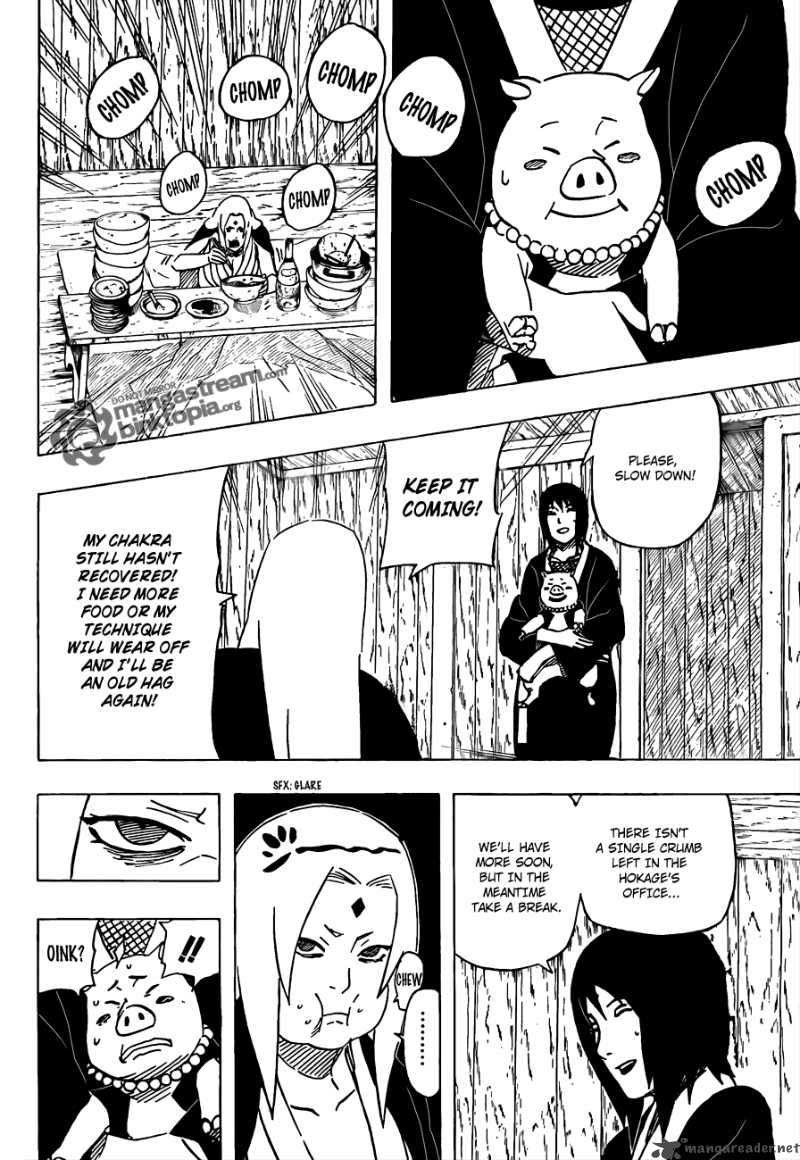 CHOMP
CHOMP
CHOMP
CHOMP
CHOMP
CHOMP
CHOMP
DO NOT MIRROR
mangastream.com
binktopia.org
PLEASE,
SLOW DOWN!
KEEP IT
COMING!
MY CHAKRA
STILL HASN'T
RECOVERED!
I NEED MORE
FOOD OR MY
TECHNIQUE
WILL WEAR OFF
AND I'LL BE
AN OLD HAG
AGAIN!
THERE ISN'T
A SINGLE CRUMB
LEFT IN THE
HOKAGE'S
OFFICE...
WE'LL HAVE
MORE SOON,
BUT IN THE
MEANTIME
TAKE A BREAK.
SFX: GLARE
CHEW
........
!!
OINK?
mangareader.net